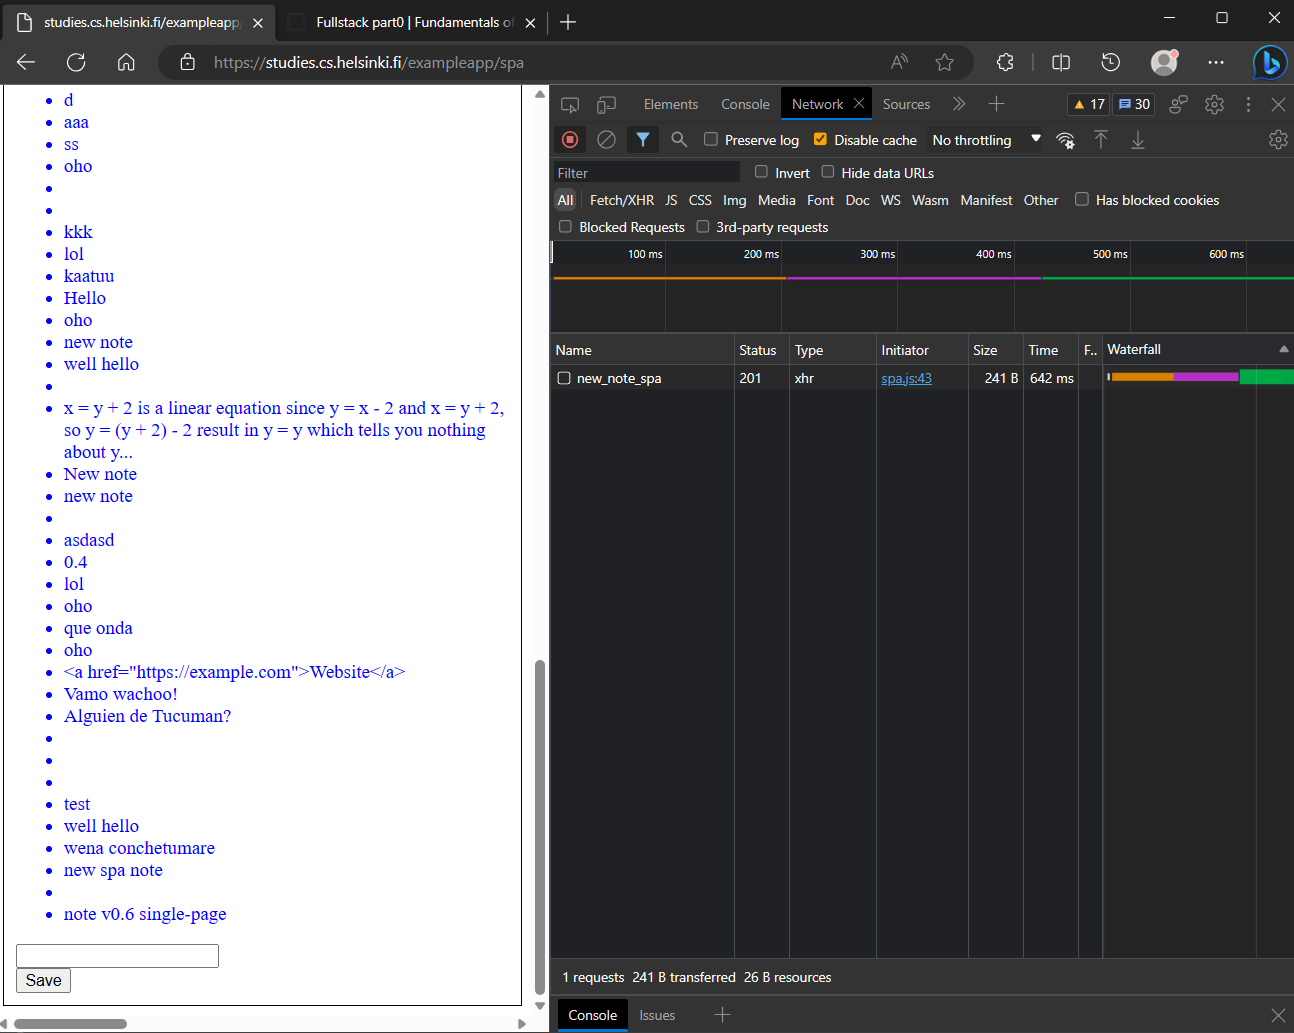 studies.cs.helsinki.fi/exampleapp
Fullstack part0 | Fundamentals of
https://studies.cs.helsinki.fi/exampleapp/spa
d
aaa
ss
oho
kkk
lol
kaatuu
Hello
oho
new note
well hello
x = y + 2 is a linear equation since y = x - 2 and x = y + 2,
so y = (y + 2) - 2 result in y = y which tells you nothing
about y...
New note
new note
asdasd
0.4
lol
oho
que onda
oho
<a href="https://example.com">Website</a>
Vamo wachoo!
Alguien de Tucuman?
test
well hello
wena conchetumare
new spa note
note v0.6 single-page
Save
Elements Console Network Sources 17 30
Preserve log Disable cache No throttling
Filter Invert Hide data URLs
All Fetch/XHR JS CSS Img Media Font Doc WS Wasm Manifest Other Has blocked cookies
Blocked Requests 3rd-party requests
100 ms 200 ms 300 ms 400 ms 500 ms 600 ms
Name Status Type Initiator Size Time F.. Waterfall
new_note_spa 201 xhr spa.js:43 241 B 642 ms
1 requests 241 B transferred 26 B resources
Console Issues